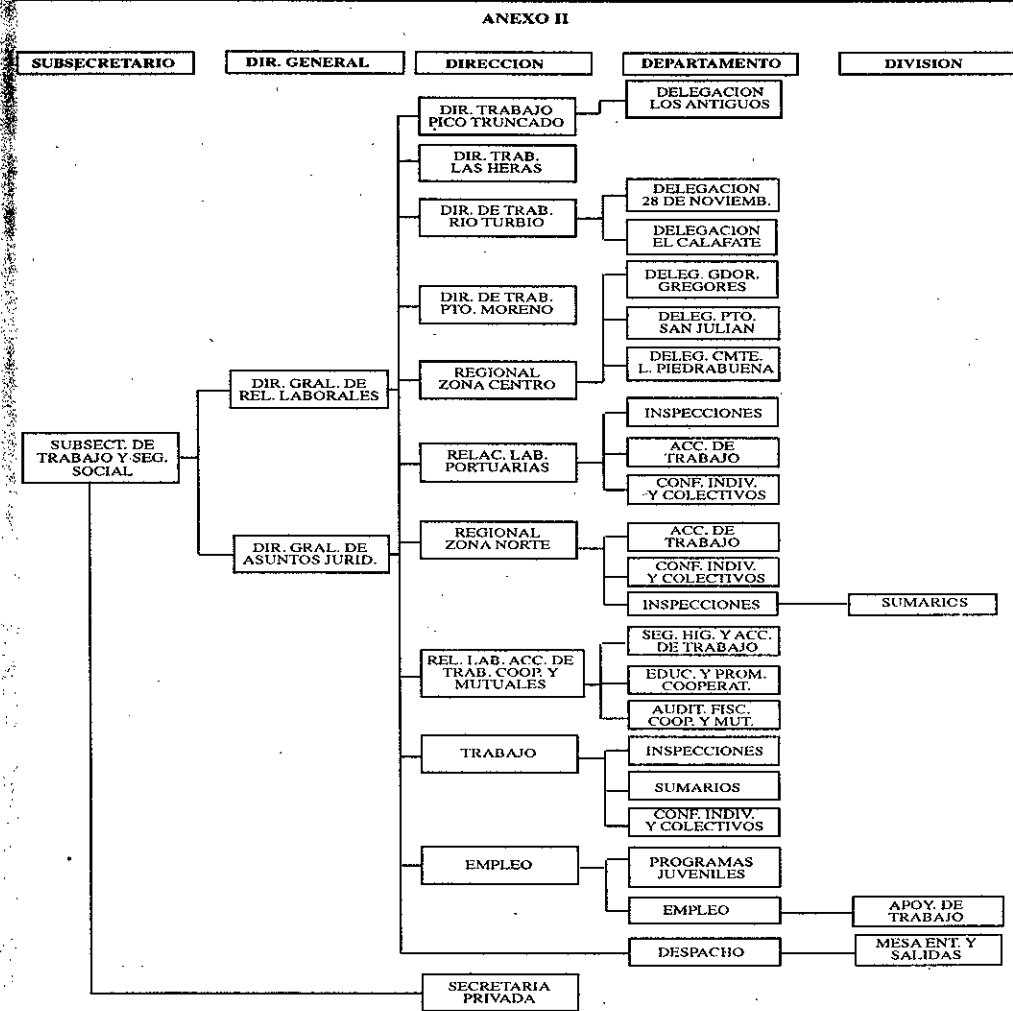 ANEXO II
SUBSECRETARIO
DIR. GENERAL
DIRECCION
DEPARTAMENTO
DIVISION
DIR. TRABAJO
PICO TRUNCADO
DELEGACION
LOS ANTIGUOS
DIR. TRAB.
LAS HERAS
DIR. DE TRAB.
RIO TURBIO
DELEGACION
28 DE NOVIEMB.
DELEGACION
EL CALAFATE
DIR. DE TRAB.
PTO. MORENO
DELEG. GDOR.
GREGORES
DELEG. PTO.
SAN JULIAN
DIR. GRAL. DE
REL. LABORALES
REGIONAL
ZONA CENTRO
DELEG. CMTE.
L. PIEDRABUENA
SUBSECT. DE
TRABAJO Y SEG.
SOCIAL
RELAC. LAB.
PORTUARIAS
INSPECCIONES
ACC. DE
TRABAJO
CONF. INDIV.
Y COLECTIVOS
DIR. GRAL. DE
ASUNTOS JURID.
REGIONAL
ZONA NORTE
ACC. DE
TRABAJO
CONF. INDIV.
Y COLECTIVOS
INSPECCIONES
SUMARICS
REL. LAB. ACC. DE
TRAB. COOP. Y
MUTUALES
SEG. HIG. Y ACC.
DE TRABAJO
EDUC. Y PROM.
COOPERAT.
AUDIT. FISC.
COOP. Y MUT.
TRABAJO
INSPECCIONES
SUMARIOS
CONF. INDIV.
Y COLECTIVOS
EMPLEO
PROGRAMAS
JUVENILES
EMPLEO
APOY. DE
TRABAJO
DESPACHO
MESA ENT. Y
SALIDAS
SECRETARIA
PRIVADA